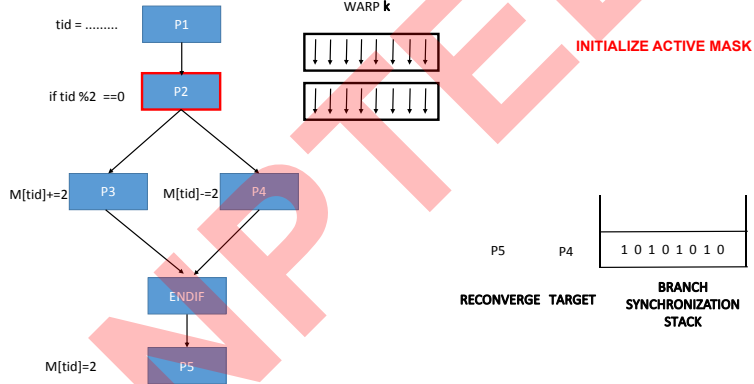 WARP k
tid = .........
P1
INITIALIZE ACTIVE MASK
if tid %2 ==0
P2
M[tid]+=2
P3
M[tid]-=2
P4
P5
P4
1 0 1 0 1 0 1 0
ENDIF
RECONVERGE
TARGET
BRANCH
SYNCHRONIZATION
STACK
M[tid]=2
P5
NPTEL